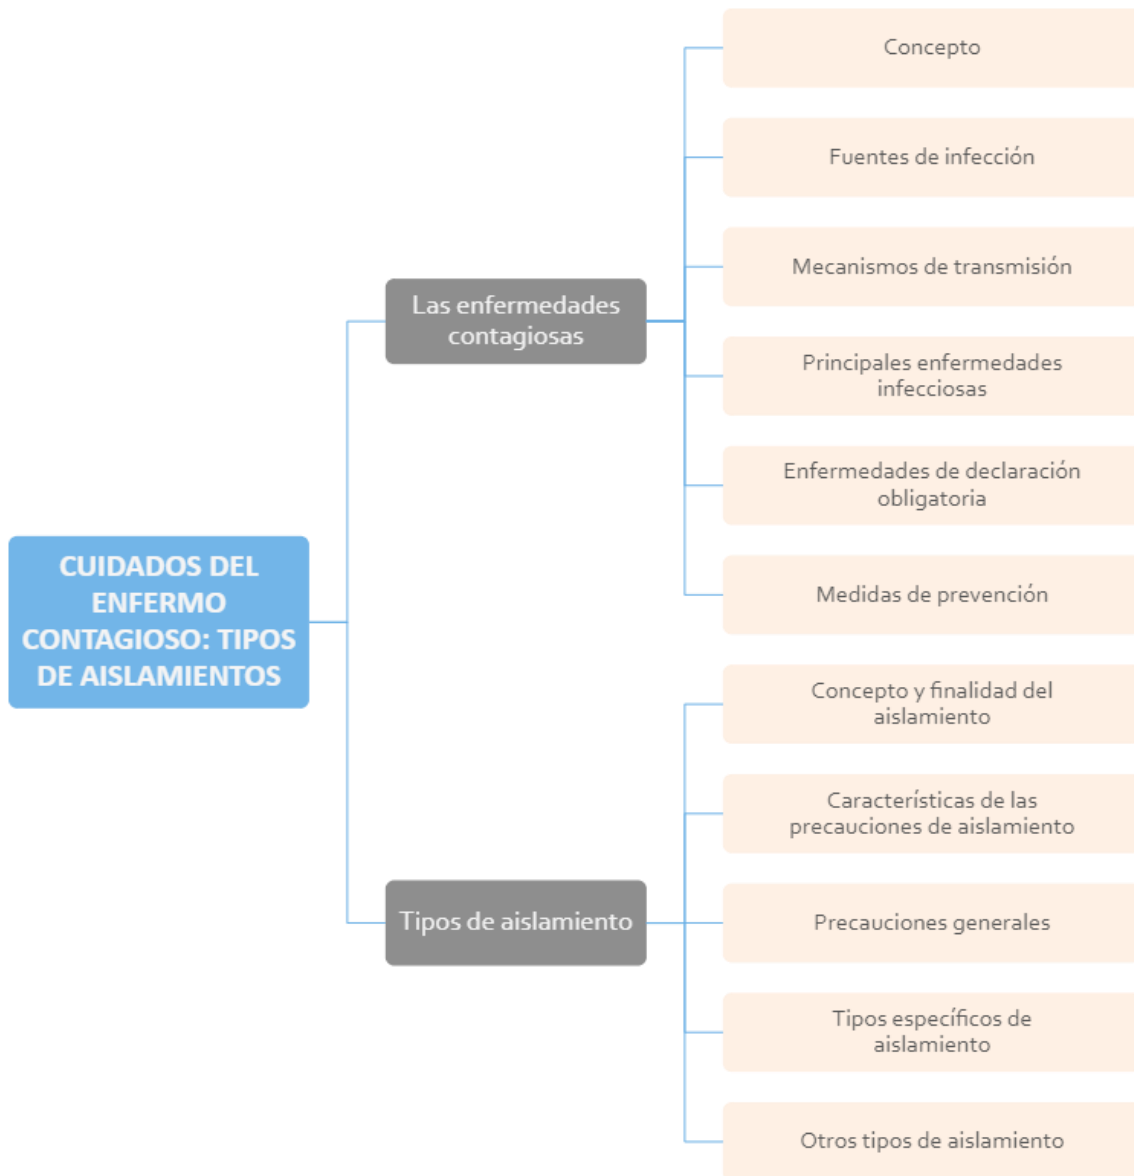 Concepto
Fuentes de infección
Mecanismos de transmisión
Las enfermedades
contagiosas
Principales enfermedades
infecciosas
Enfermedades de declaración
obligatoria
Medidas de prevención
CUIDADOS DEL
ENFERMO
CONTAGIOSO: TIPOS
DE AISLAMIENTOS
Concepto y finalidad del
aislamiento
Características de las
precauciones de aislamiento
Tipos de aislamiento
Precauciones generales
Tipos específicos de
aislamiento
Otros tipos de aislamiento